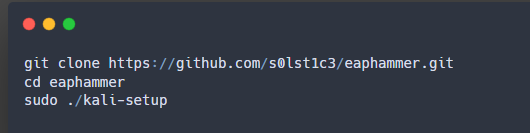 git clone https://github.com/s0lst1c3/eaphammer.git
cd eaphammer
sudo ./kali-setup